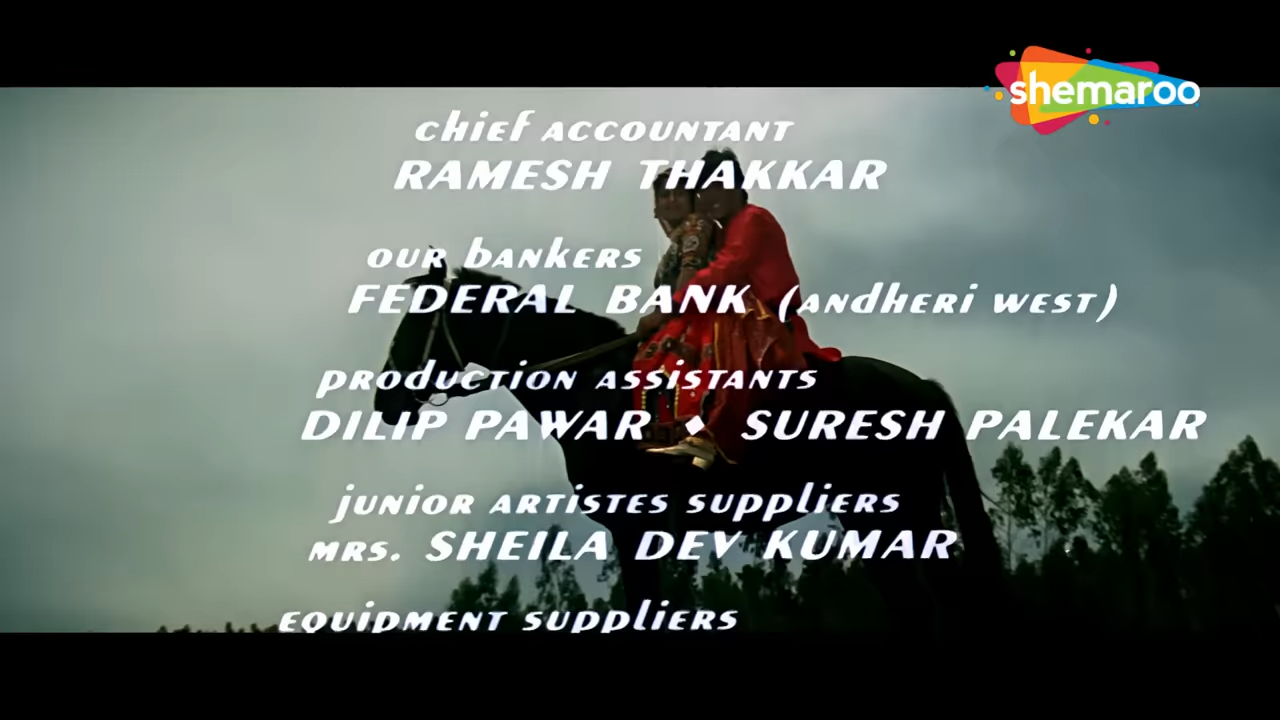 shemaroo
chief ACCOUNTANT
RAMESH THAKKAR
OUR bankers
FEDERAL BANK (andheri west)
production assistants
DILIP PAWAR ♦ SURESH PALEKAR
junior artistes suppliers
MRS. SHEILA DEV KUMAR
EQUIPMENT suppliers